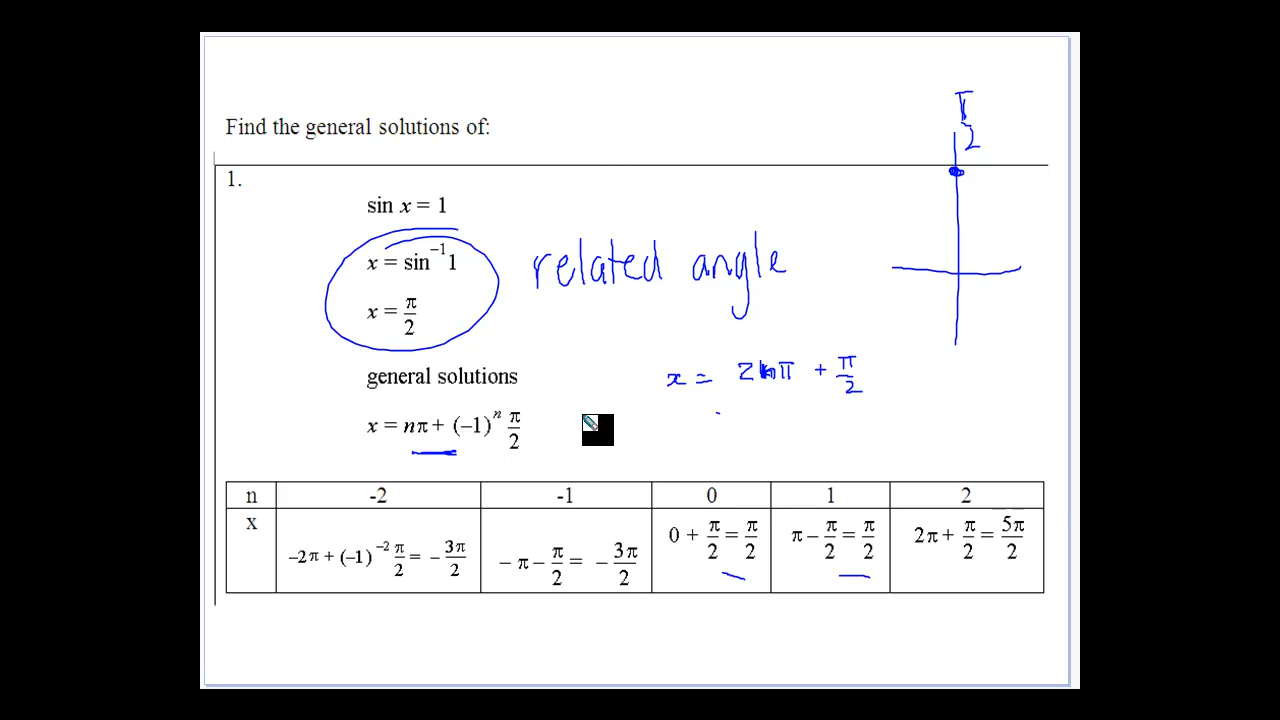 Find the general solutions of:
π/2
1.
sin x = 1
x = sin⁻¹1
related angle
x = π/2
general solutions
x = 2nπ + π/2
x = nπ + (–1)ⁿ π/2
n -2 -1 0 1 2
x –2π + (–1)⁻² π/2 = – 3π/2 – π – π/2 = – 3π/2 0 + π/2 = π/2 π – π/2 = π/2 2π + π/2 = 5π/2